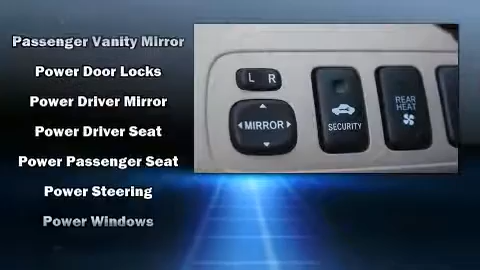 Passenger Vanity Mirror
Power Door Locks
Power Driver Mirror
Power Driver Seat
Power Passenger Seat
Power Steering
Power Windows
L R
MIRROR
SECURITY
REAR
HEAT